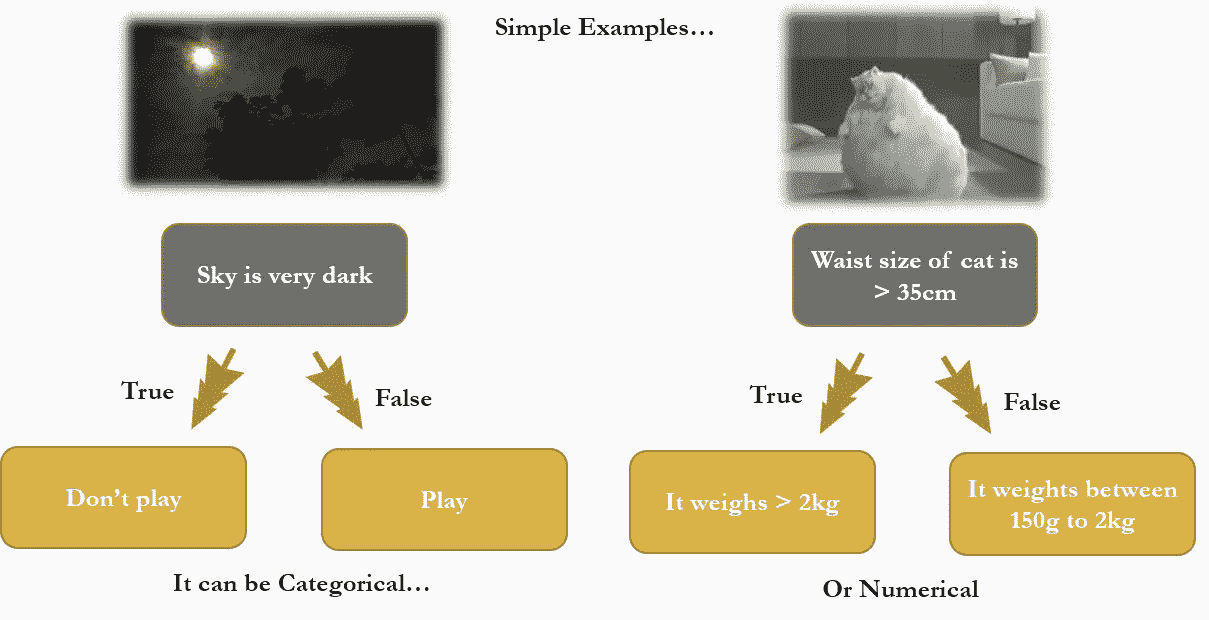 Simple Examples…
Sky is very dark
True
False
Don't play
Play
It can be Categorical…
Waist size of cat is
> 35cm
True
False
It weighs > 2kg
It weights between
150g to 2kg
Or Numerical